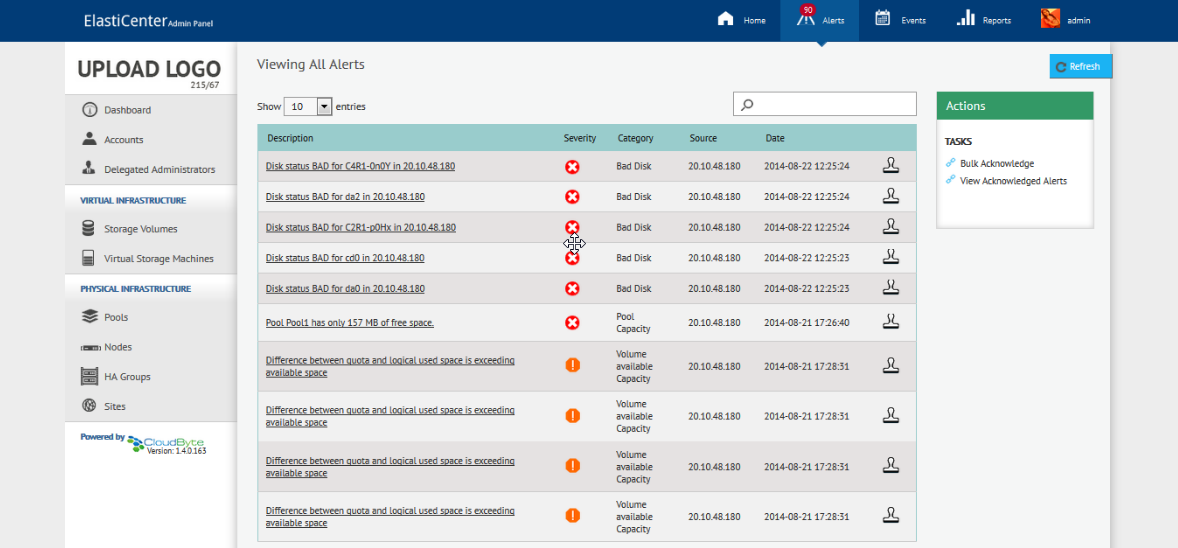 ElastiCenter Admin Panel
Home
90
Alerts
Events
Reports
admin
UPLOAD LOGO
215/67
Dashboard
Accounts
Delegated Administrators
VIRTUAL INFRASTRUCTURE
Storage Volumes
Virtual Storage Machines
PHYSICAL INFRASTRUCTURE
Pools
Nodes
HA Groups
Sites
Powered by CloudByte
Version: 1.4.0.163
Viewing All Alerts
Refresh
Show 10 entries
Description Severity Category Source Date
Disk status BAD for C4R1-0n0Y in 20.10.48.180 Bad Disk 20.10.48.180 2014-08-22 12:25:24
Disk status BAD for da2 in 20.10.48.180 Bad Disk 20.10.48.180 2014-08-22 12:25:24
Disk status BAD for C2R1-p0Hx in 20.10.48.180 Bad Disk 20.10.48.180 2014-08-22 12:25:24
Disk status BAD for cd0 in 20.10.48.180 Bad Disk 20.10.48.180 2014-08-22 12:25:23
Disk status BAD for da0 in 20.10.48.180 Bad Disk 20.10.48.180 2014-08-22 12:25:23
Pool Pool1 has only 157 MB of free space. Pool
Capacity 20.10.48.180 2014-08-21 17:26:40
Difference between quota and logical used space is exceeding
available space
Volume
available
Capacity
20.10.48.180 2014-08-21 17:28:31
Difference between quota and logical used space is exceeding
available space
Volume
available
Capacity
20.10.48.180 2014-08-21 17:28:31
Difference between quota and logical used space is exceeding
available space
Volume
available
Capacity
20.10.48.180 2014-08-21 17:28:31
Difference between quota and logical used space is exceeding
available space
Volume
available
Capacity
20.10.48.180 2014-08-21 17:28:31
Actions
TASKS
Bulk Acknowledge
View Acknowledged Alerts